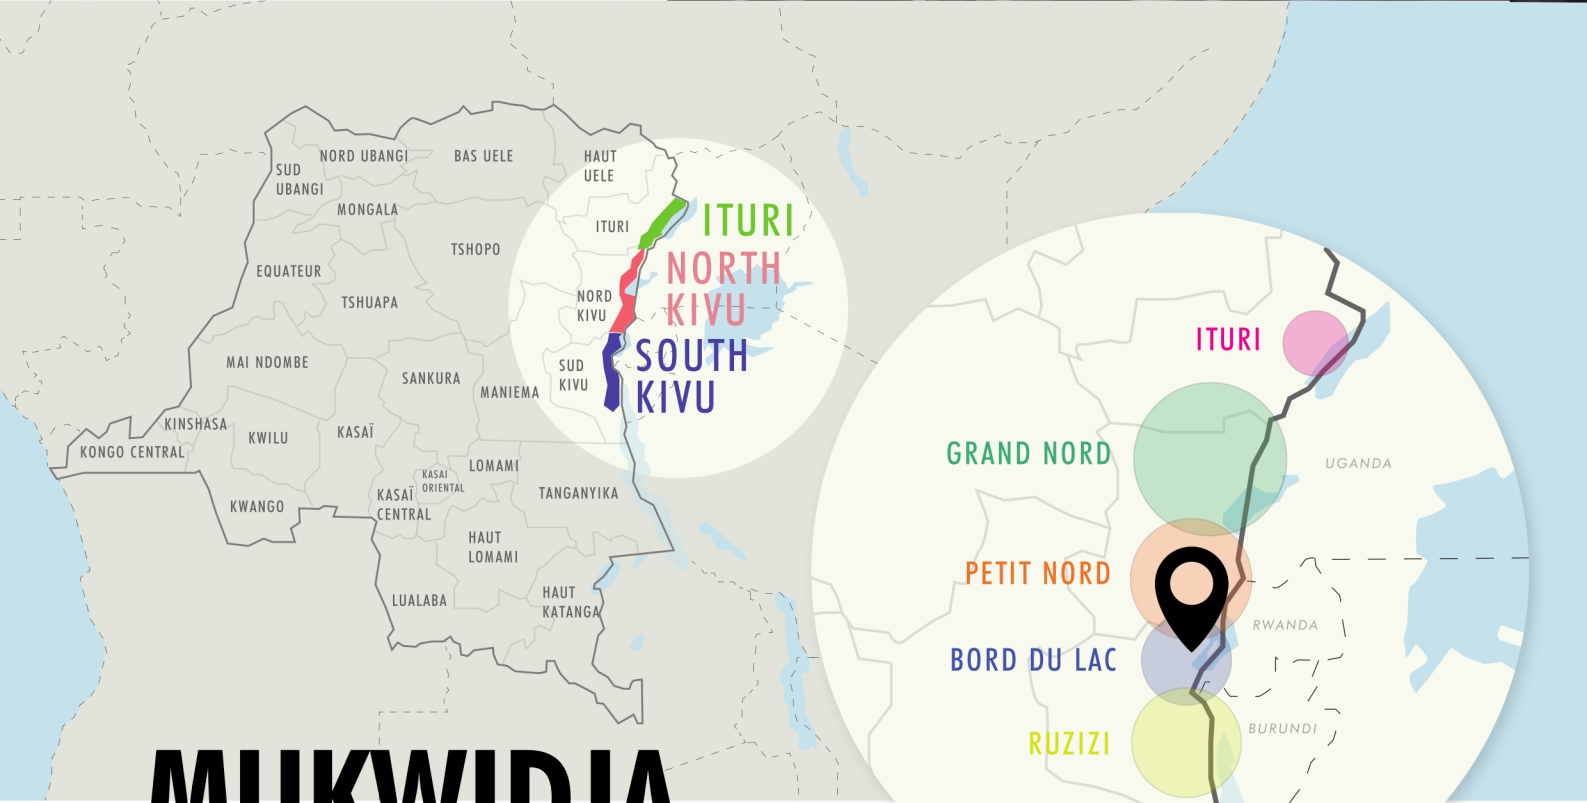 NORD UBANGI
BAS UELE
HAUT
UELE
SUD
UBANGI
MONGALA
ITURI
ITURI
TSHOPO
EQUATEUR
NORTH
KIVU
TSHUAPA
NORD
KIVU
MAI NDOMBE
SANKURA
MANIEMA
SUD
KIVU
SOUTH
KIVU
KINSHASA
KONGO CENTRAL
KWILU
KASAÏ
LOMAMI
KASAI
ORIENTAL
KASAÏ
CENTRAL
TANGANYIKA
KWANGO
HAUT
LOMAMI
LUALABA
HAUT
KATANGA
ITURI
GRAND NORD
UGANDA
PETIT NORD
RWANDA
BORD DU LAC
BURUNDI
RUZIZI
MUKWIDJA